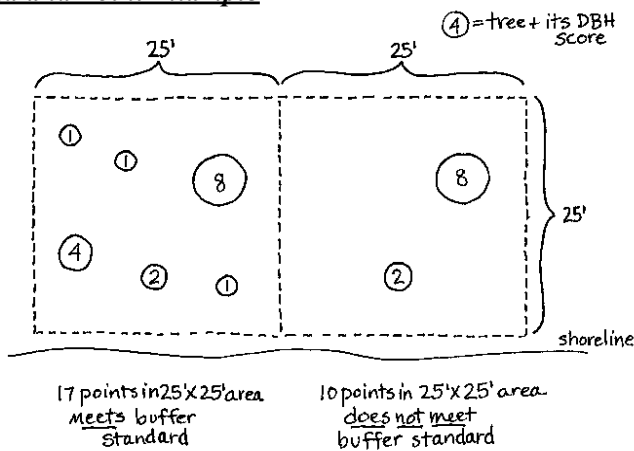 ④ = tree + its DBH
score
25' 25'
1
1
8
8
4
2
1
2
25'
shoreline
17 points in 25'X25' area
meets buffer
standard
10 points in 25'X25' area
does not meet
buffer standard